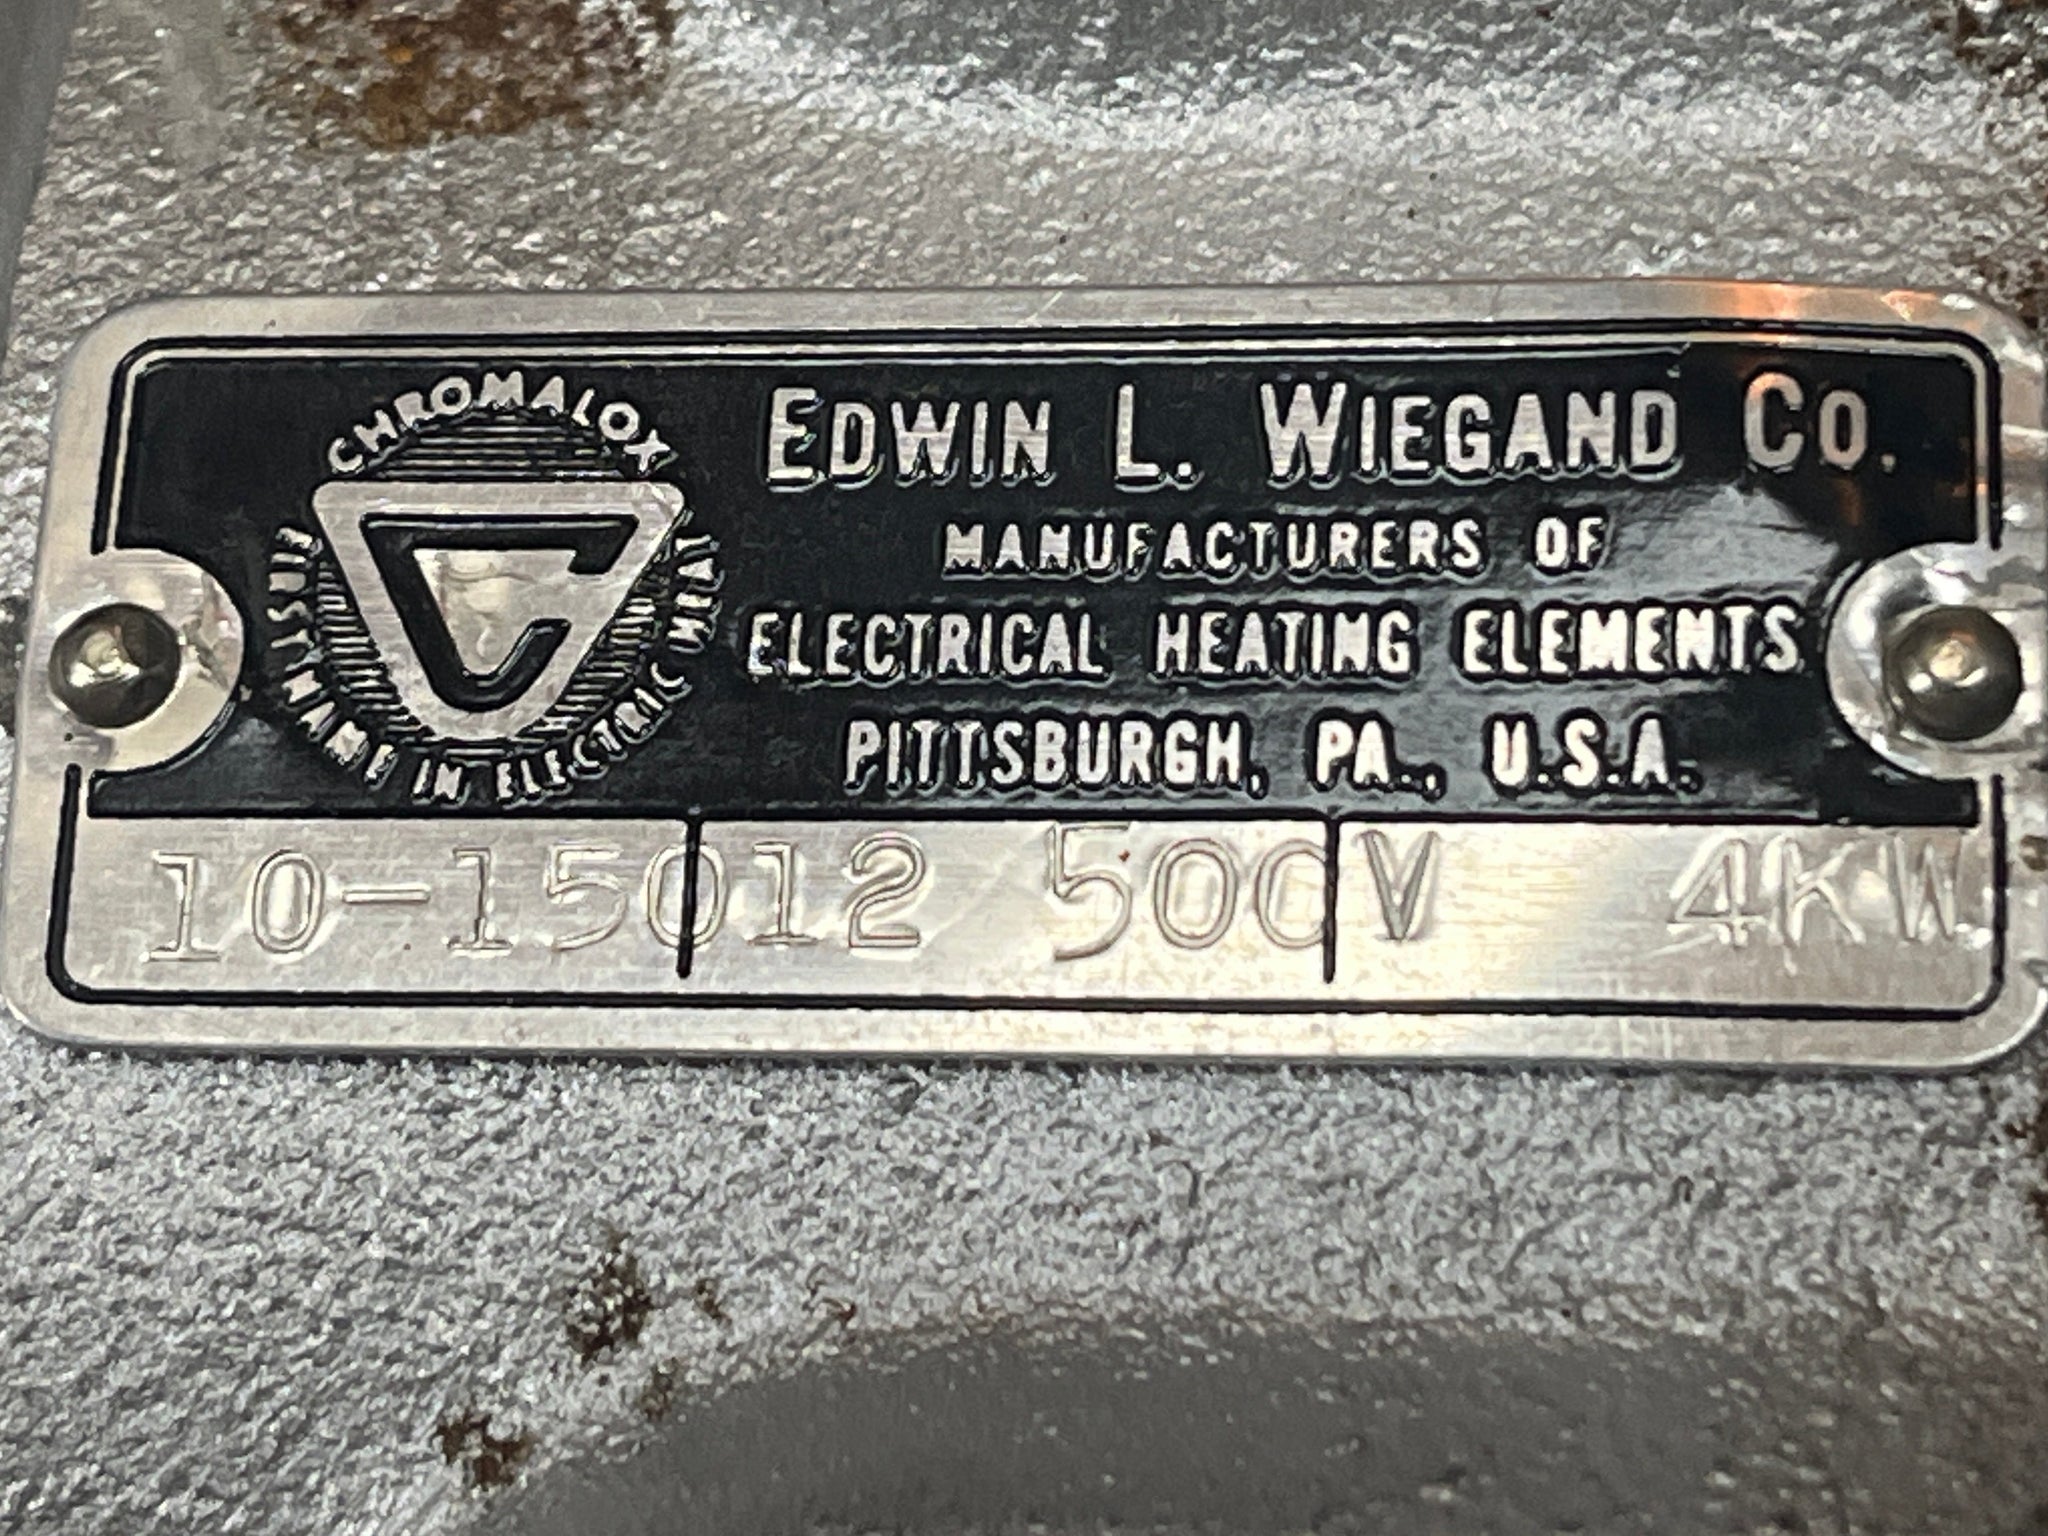 CHROMALOX
FIRST NAME IN ELECTRIC HEAT
EDWIN L. WIEGAND CO.
MANUFACTURERS OF
ELECTRICAL HEATING ELEMENTS
PITTSBURGH, PA., U.S.A.
10-15012 500V 4KW